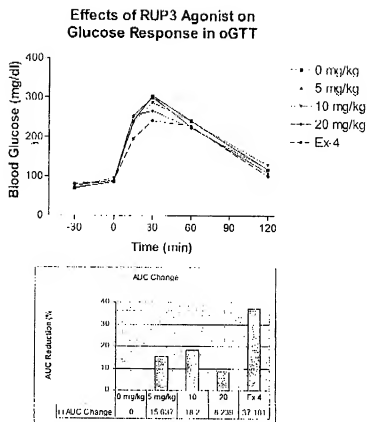 Effects of RUP3 Agonist on
Glucose Response in oGTT
Blood Glucose (mg/dl)
400
300
200
100
0
-30 0 30 60 90 120
Time (min)
0 mg/kg
5 mg/kg
10 mg/kg
20 mg/kg
Ex-4
AUC Change
AUC Reduction (%
40
30
20
10
0
0 mg/kg 5 mg/kg 10 20 Ex 4
AUC Change 0 15 637 18.2 8 239 37 181